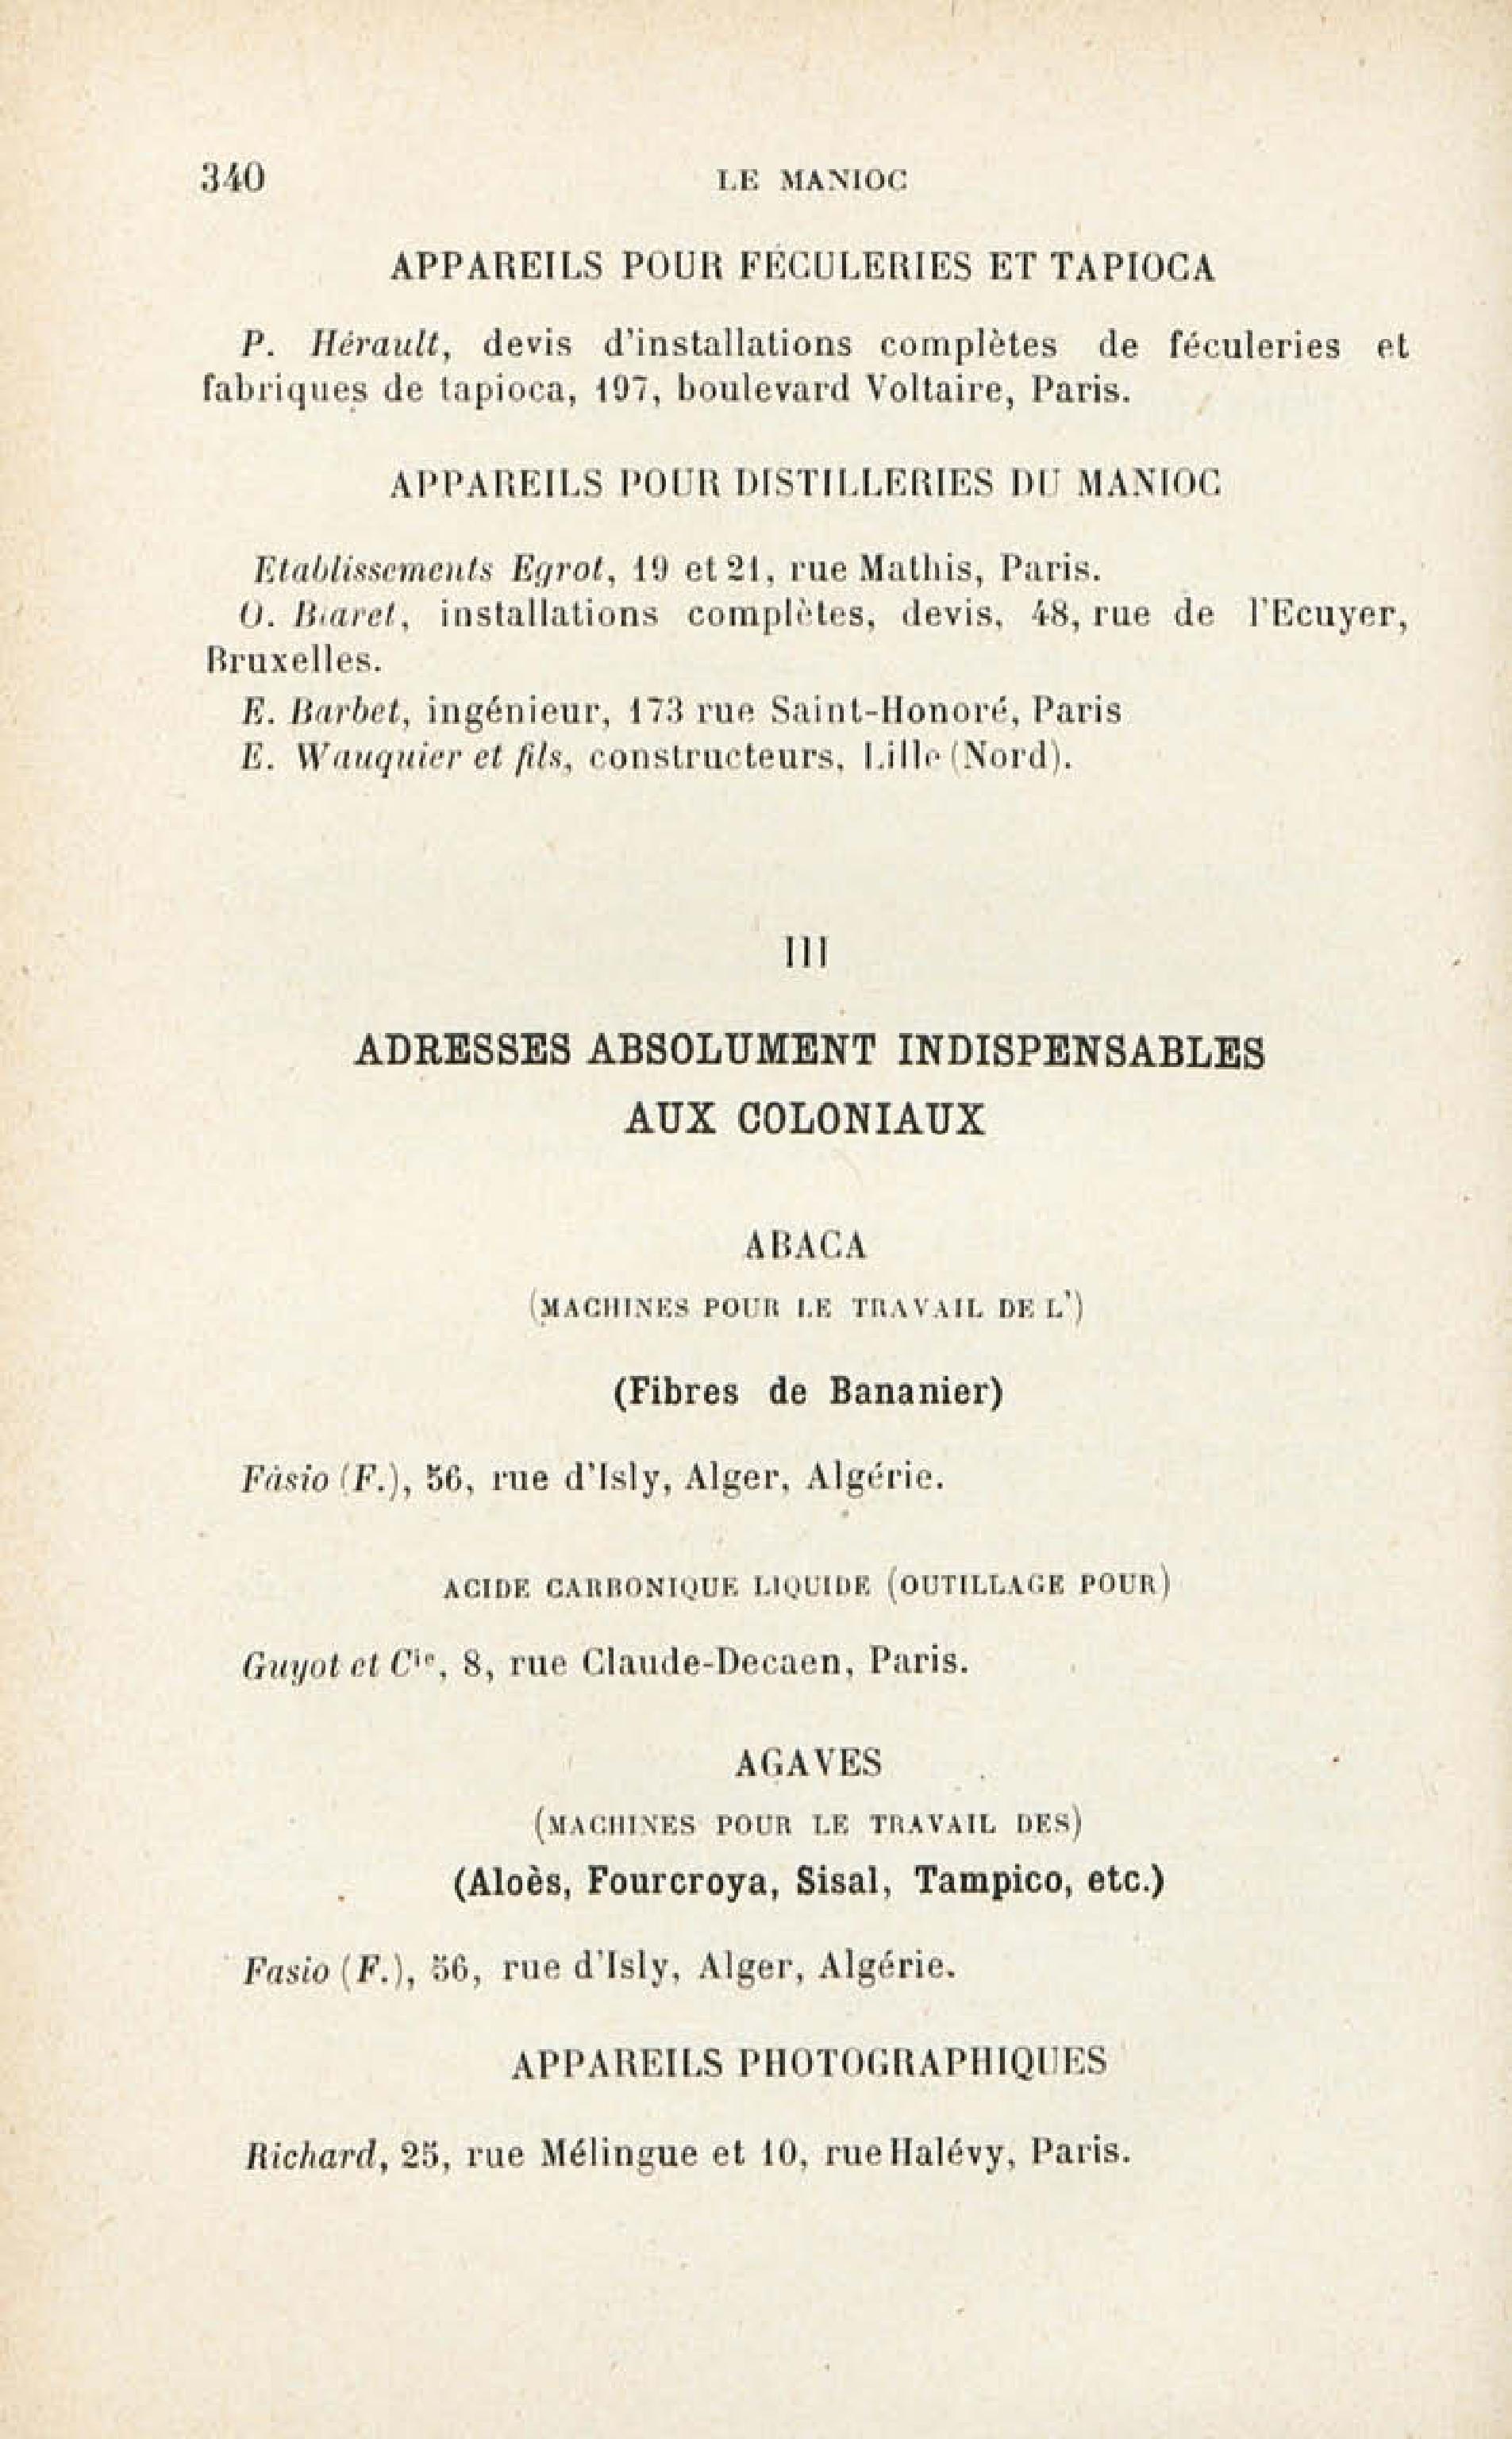 340
LE MANIOC
APPAREILS POUR FÉCULERIES ET TAPIOCA
P. Hérault, devis d'installations complètes de féculeries et
fabriques de tapioca, 197, boulevard Voltaire, Paris.
APPAREILS POUR DISTILLERIES DU MANIOC
Etablissements Egrot, 19 et 21, rue Mathis, Paris.
O. Biaret, installations complètes, devis, 48, rue de l'Ecuyer,
Bruxelles.
E. Barbet, ingénieur, 173 rue Saint-Honoré, Paris
E. Wauquier et fils, constructeurs, Lille (Nord).
III
ADRESSES ABSOLUMENT INDISPENSABLES
AUX COLONIAUX
ABACA
(MACHINES POUR LE TRAVAIL DE L')
(Fibres de Bananier)
Fàsio (F.), 56, rue d'Isly, Alger, Algérie.
ACIDE CARBONIQUE LIQUIDE (OUTILLAGE POUR)
Guyot et Cie, 8, rue Claude-Decaen, Paris.
AGAVES
(MACHINES POUR LE TRAVAIL DES)
(Aloès, Fourcroya, Sisal, Tampico, etc.)
Fasio (F.), 56, rue d'Isly, Alger, Algérie.
APPAREILS PHOTOGRAPHIQUES
Richard, 25, rue Mélingue et 10, rue Halévy, Paris.